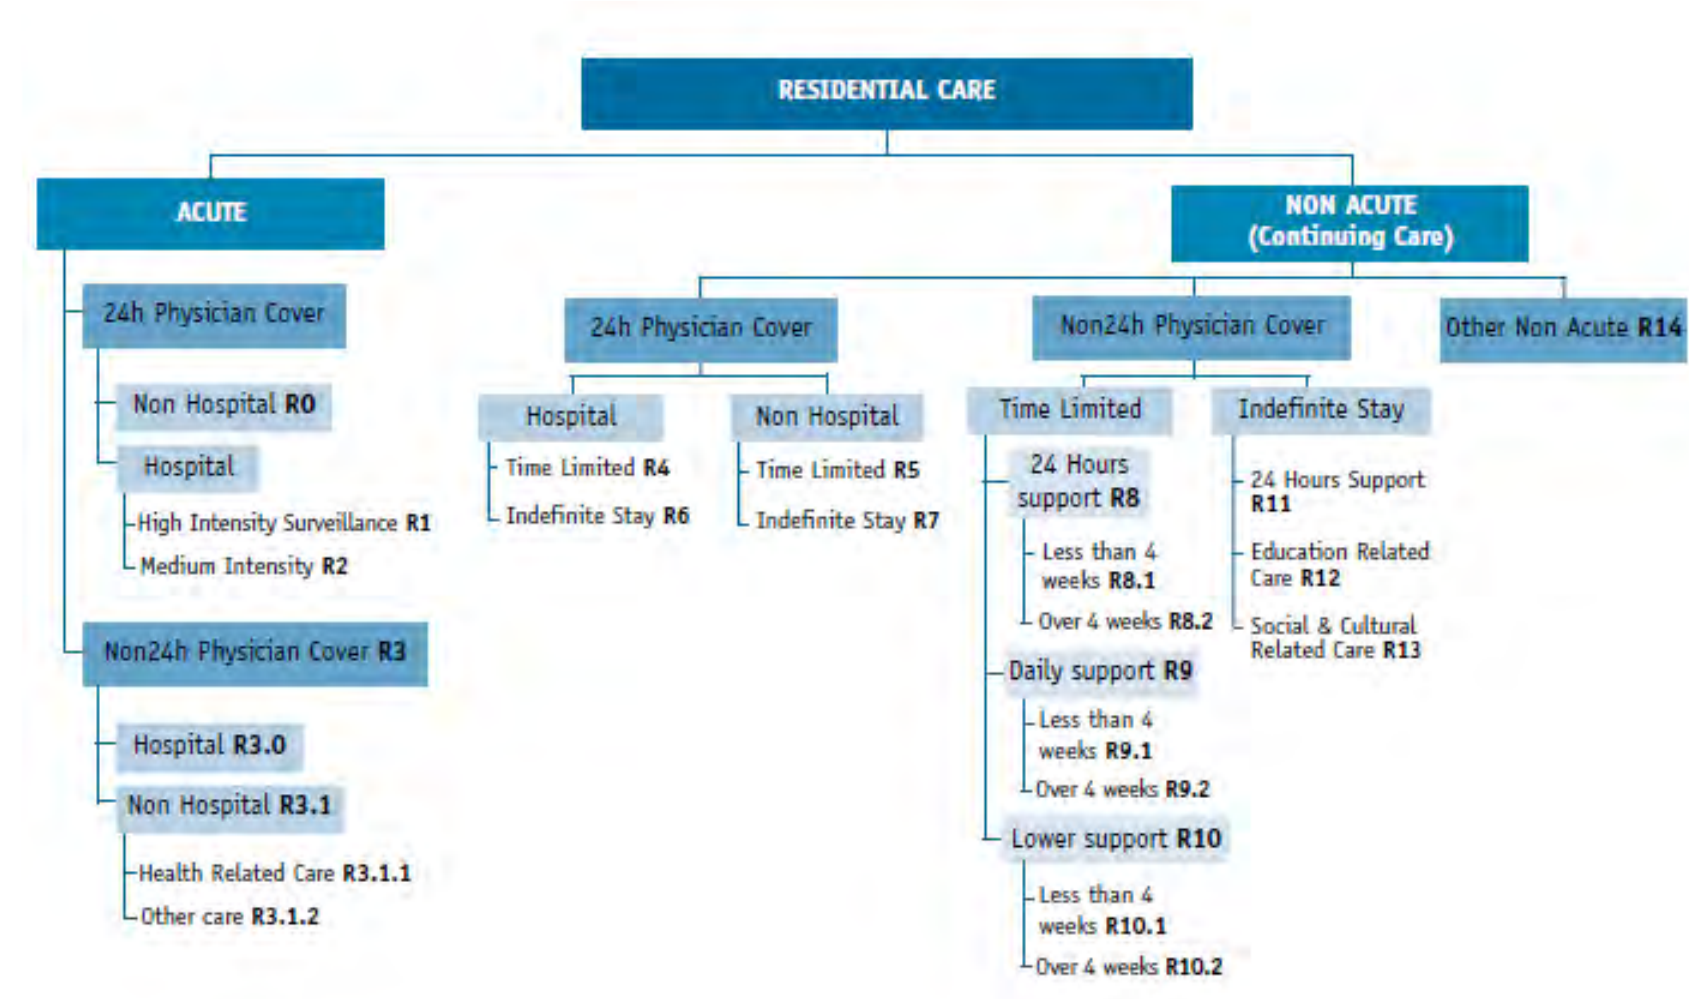 RESIDENTIAL CARE
ACUTE
24h Physician Cover
Non Hospital R0
Hospital
High Intensity Surveillance R1
Medium Intensity R2
Non24h Physician Cover R3
Hospital R3.0
Non Hospital R3.1
Health Related Care R3.1.1
Other care R3.1.2
NON ACUTE
(Continuing Care)
24h Physician Cover
Hospital
Time Limited R4
Indefinite Stay R6
Non Hospital
Time Limited R5
Indefinite Stay R7
Non24h Physician Cover
Time Limited
24 Hours
support R8
Less than 4
weeks R8.1
Over 4 weeks R8.2
Daily support R9
Less than 4
weeks R9.1
Over 4 weeks R9.2
Lower support R10
Less than 4
weeks R10.1
Over 4 weeks R10.2
Indefinite Stay
24 Hours Support
R11
Education Related
Care R12
Social & Cultural
Related Care R13
Other Non Acute R14